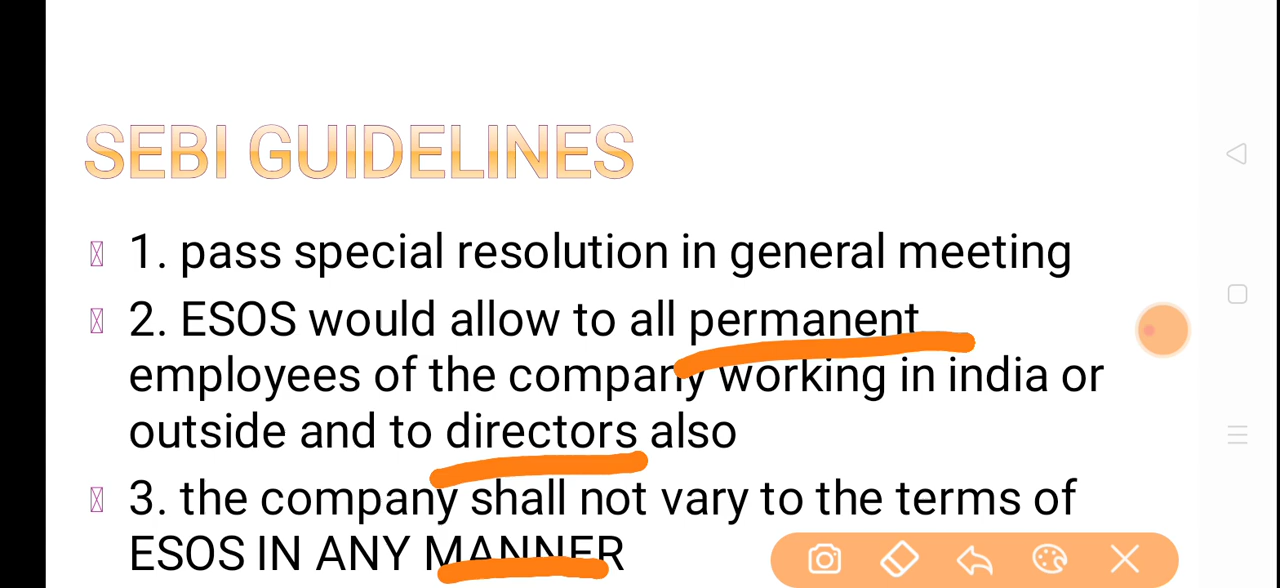 SEBI GUIDELINES
1. pass special resolution in general meeting
2. ESOS would allow to all permanent
employees of the company working in india or
outside and to directors also
3. the company shall not vary to the terms of
ESOS IN ANY MANNER